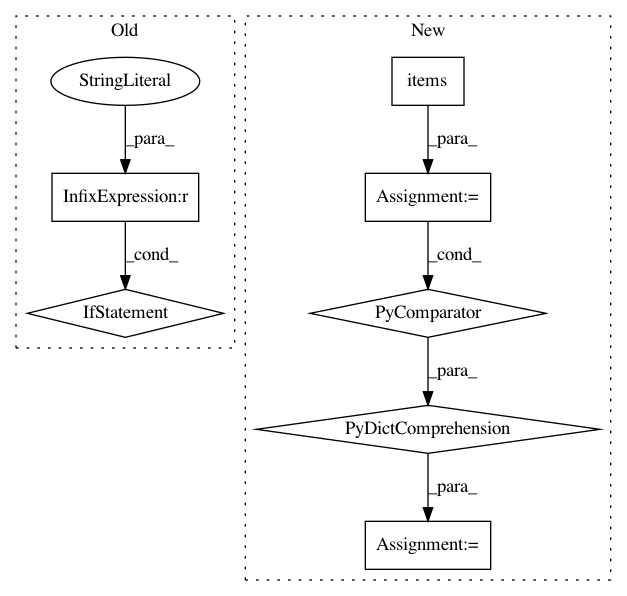 Old
StringLiteral
_para_
InfixExpression:r
_cond_
IfStatement
New
items
_para_
Assignment:=
_cond_
PyComparator
_para_
PyDictComprehension
_para_
Assignment:=